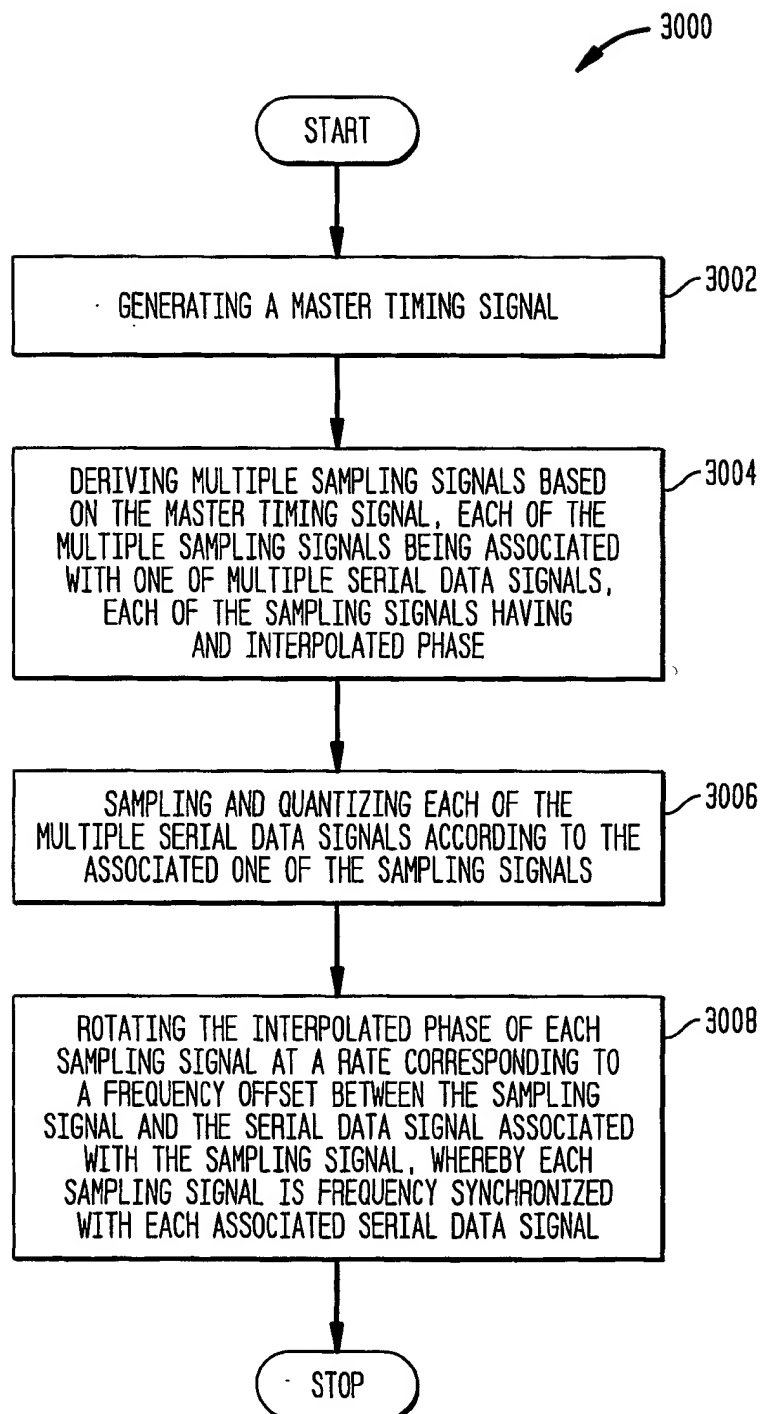 3000
START
GENERATING A MASTER TIMING SIGNAL
3002
DERIVING MULTIPLE SAMPLING SIGNALS BASED
ON THE MASTER TIMING SIGNAL, EACH OF THE
MULTIPLE SAMPLING SIGNALS BEING ASSOCIATED
WITH ONE OF MULTIPLE SERIAL DATA SIGNALS,
EACH OF THE SAMPLING SIGNALS HAVING
AND INTERPOLATED PHASE
3004
SAMPLING AND QUANTIZING EACH OF THE
MULTIPLE SERIAL DATA SIGNALS ACCORDING TO THE
ASSOCIATED ONE OF THE SAMPLING SIGNALS
3006
ROTATING THE INTERPOLATED PHASE OF EACH
SAMPLING SIGNAL AT A RATE CORRESPONDING TO
A FREQUENCY OFFSET BETWEEN THE SAMPLING
SIGNAL AND THE SERIAL DATA SIGNAL ASSOCIATED
WITH THE SAMPLING SIGNAL, WHEREBY EACH
SAMPLING SIGNAL IS FREQUENCY SYNCHRONIZED
WITH EACH ASSOCIATED SERIAL DATA SIGNAL
3008
STOP